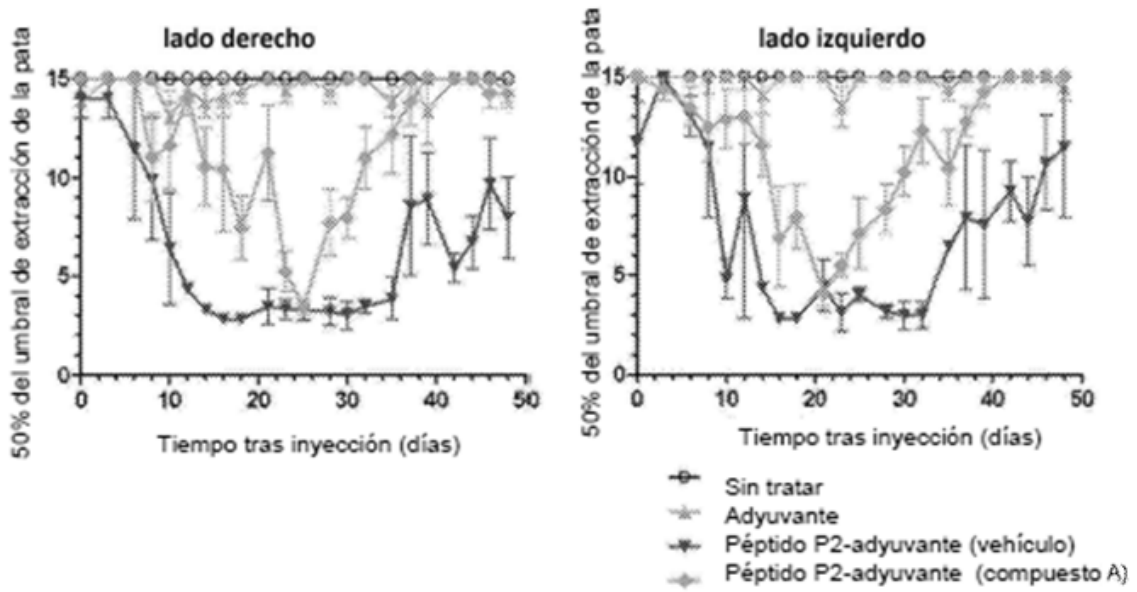 lado derecho
50% del umbral de extracción de la pata
15
10
5
0
0 10 20 30 40 50
Tiempo tras inyección (días)
lado izquierdo
50% del umbral de extracción de la pata
15
10
5
0
0 10 20 30 40 50
Tiempo tras inyección (días)
Sin tratar
Adyuvante
Péptido P2-adyuvante (vehículo)
Péptido P2-adyuvante (compuesto A)